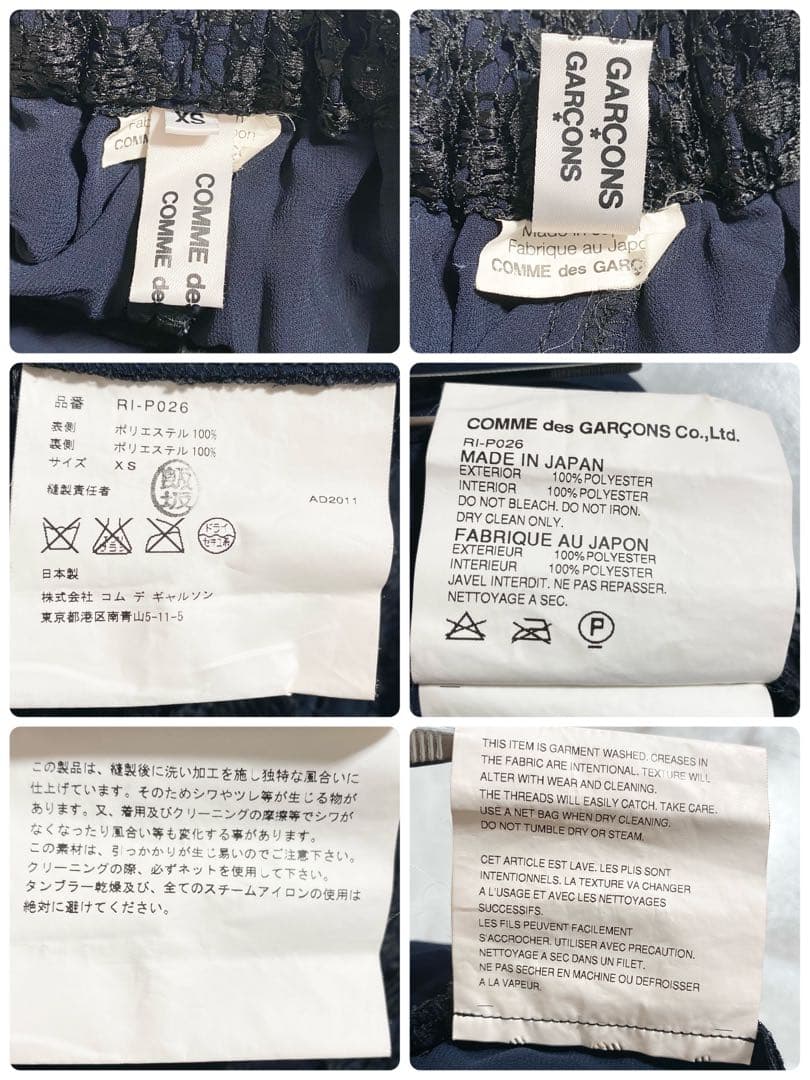 XS
COMME des
COMME de
Fab
pon
COMM
GARÇONS
GARÇONS
Made in
Fabrique au Japo
COMME des GARÇ
品番 RI-P026
表側 ポリエステル 100%
裏側 ポリエステル 100%
サイズ XS
縫製責任者 飯坂
AD2011
ドライ
セキユ系
日本製
株式会社 コム デ ギャルソン
東京都港区南青山5-11-5
COMME des GARÇONS Co.,Ltd.
RI-P026
MADE IN JAPAN
EXTERIOR 100% POLYESTER
INTERIOR 100% POLYESTER
DO NOT BLEACH. DO NOT IRON.
DRY CLEAN ONLY.
FABRIQUE AU JAPON
EXTERIEUR 100% POLYESTER
INTERIEUR 100% POLYESTER
JAVEL INTERDIT. NE PAS REPASSER.
NETTOYAGE A SEC.
P
この製品は、縫製後に洗い加工を施し独特な風合いに
仕上げています。そのためシワやツレ等が生じる物が
あります。又、着用及びクリーニングの摩擦等でシワが
なくなったり風合い等も変化する事があります。
この素材は、引っかかりが生じ易いのでご注意下さい。
クリーニングの際、必ずネットを使用して下さい。
タンブラー乾燥及び、全てのスチームアイロンの使用は
絶対に避けてください。
THIS ITEM IS GARMENT WASHED. CREASES IN
THE FABRIC ARE INTENTIONAL. TEXTURE WILL
ALTER WITH WEAR AND CLEANING.
THE THREADS WILL EASILY CATCH. TAKE CARE.
USE A NET BAG WHEN DRY CLEANING.
DO NOT TUMBLE DRY OR STEAM.
CET ARTICLE EST LAVE. LES PLIS SONT
INTENTIONNELS. LA TEXTURE VA CHANGER
A L'USAGE ET AVEC LES NETTOYAGES
SUCCESSIFS.
LES FILS PEUVENT FACILEMENT
S'ACCROCHER. UTILISER AVEC PRECAUTION.
NETTOYAGE A SEC DANS UN FILET.
NE PAS SECHER EN MACHINE OU DEFROISSER
A LA VAPEUR.